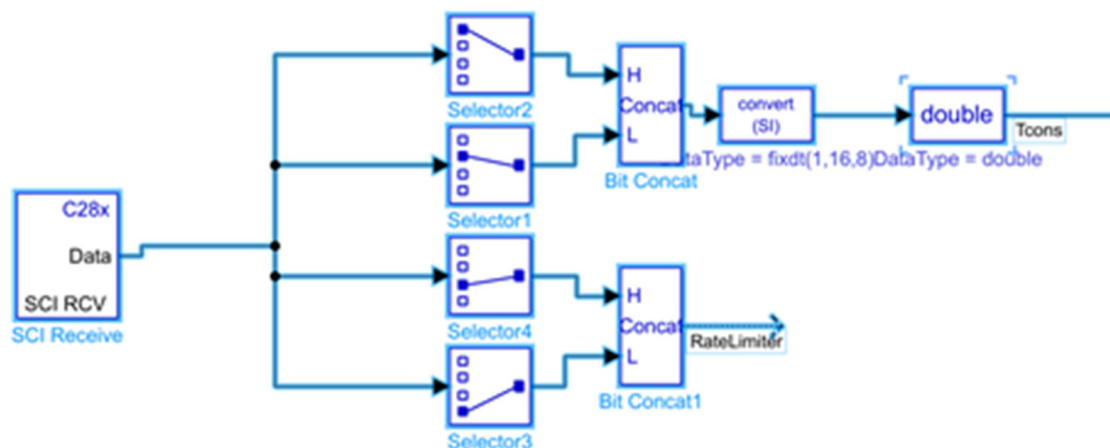 Selector2
H
Concat
L
Bit Concat
convert
(SI)
double
Tcons
DataType = fixdt(1,16,8)DataType = double
Selector1
C28x
Data
SCI RCV
SCI Receive
Selector4
H
Concat
L
Bit Concat1
RateLimiter
Selector3